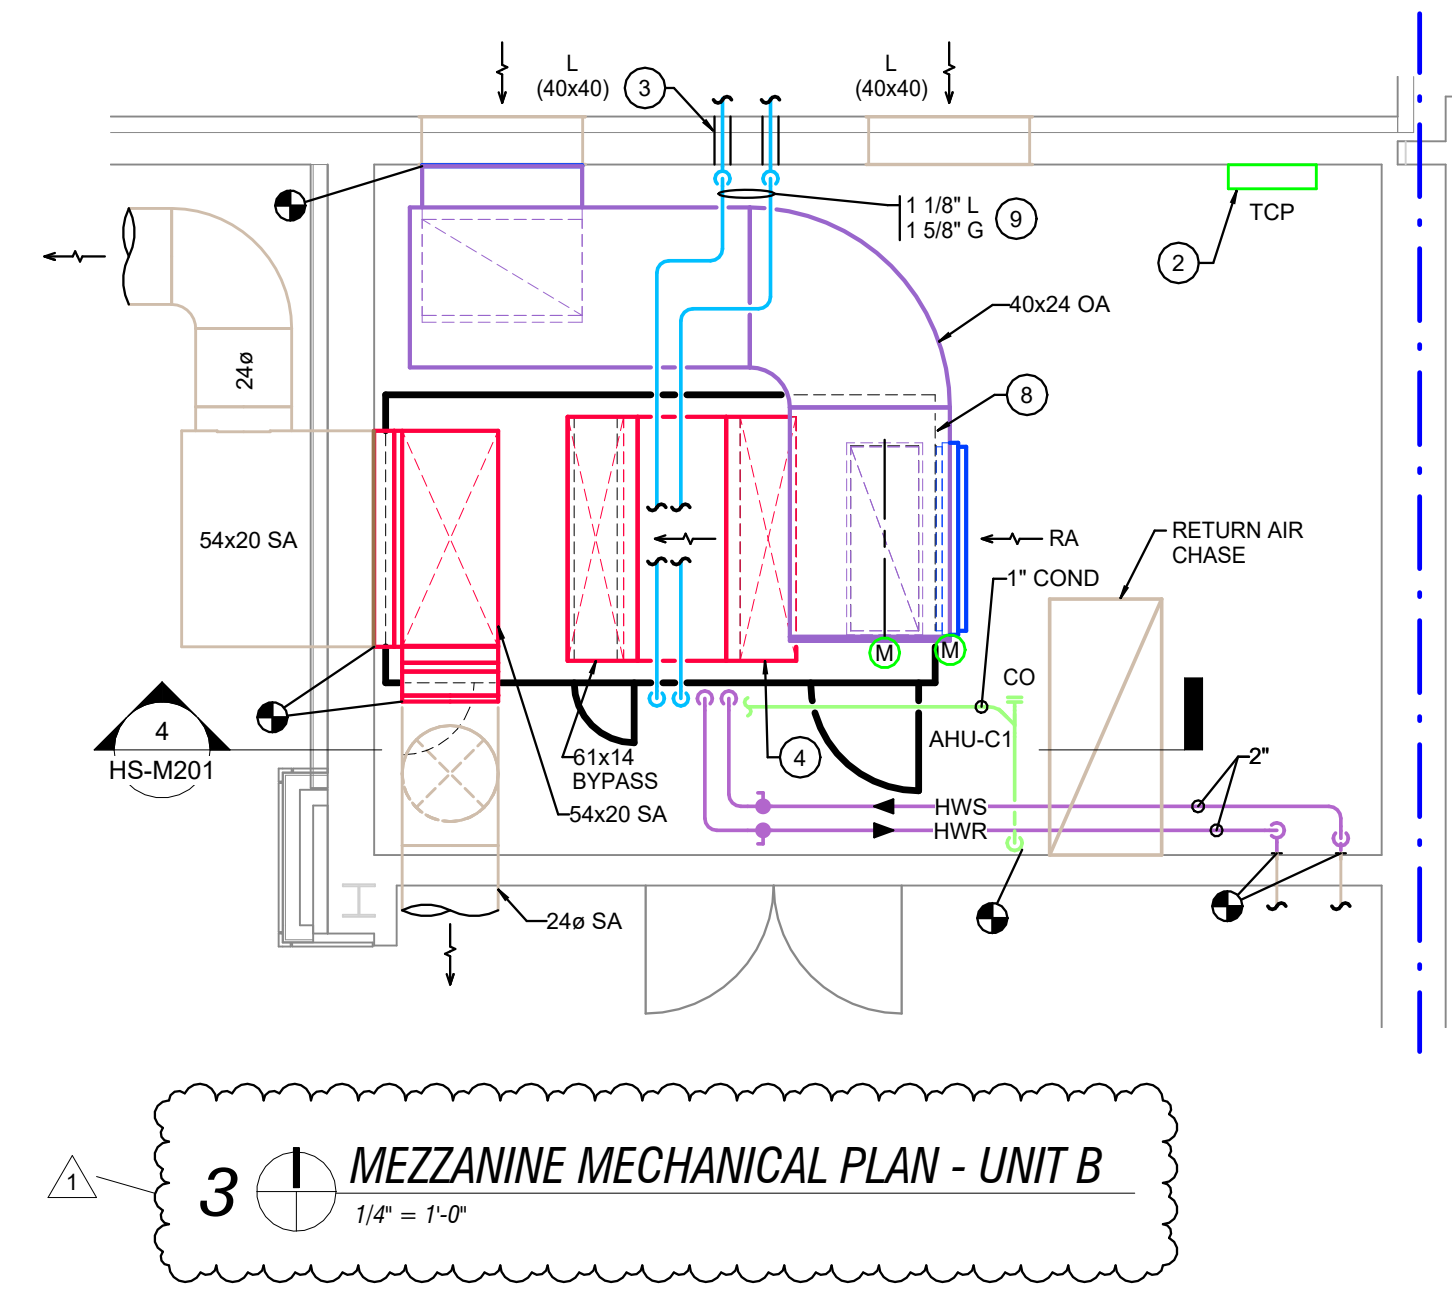 L
(40x40)
3
L
(40x40)
1 1/8" L
1 5/8" G
9
TCP
2
40x24 OA
24ø
8
54x20 SA
RA
RETURN AIR
CHASE
1" COND
M
M
CO
4
HS-M201
AHU-C1
61x14
BYPASS
4
2"
54x20 SA
HWS
HWR
24ø SA
1
3
MEZZANINE MECHANICAL PLAN - UNIT B
1/4" = 1'-0"